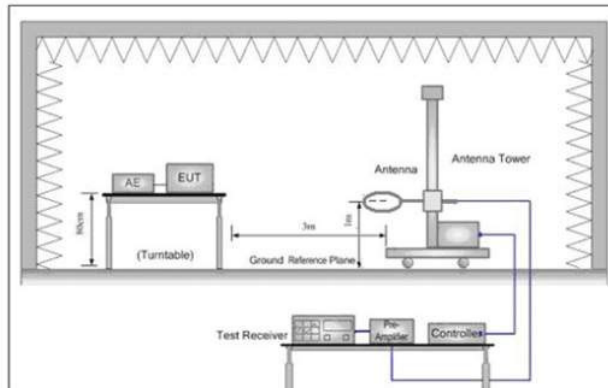 Antenna
Antenna Tower
AE
EUT
80cm
3m
1m
(Turntable)
Ground Reference Plane
Test Receiver
Pre-
Amplifier
Controller